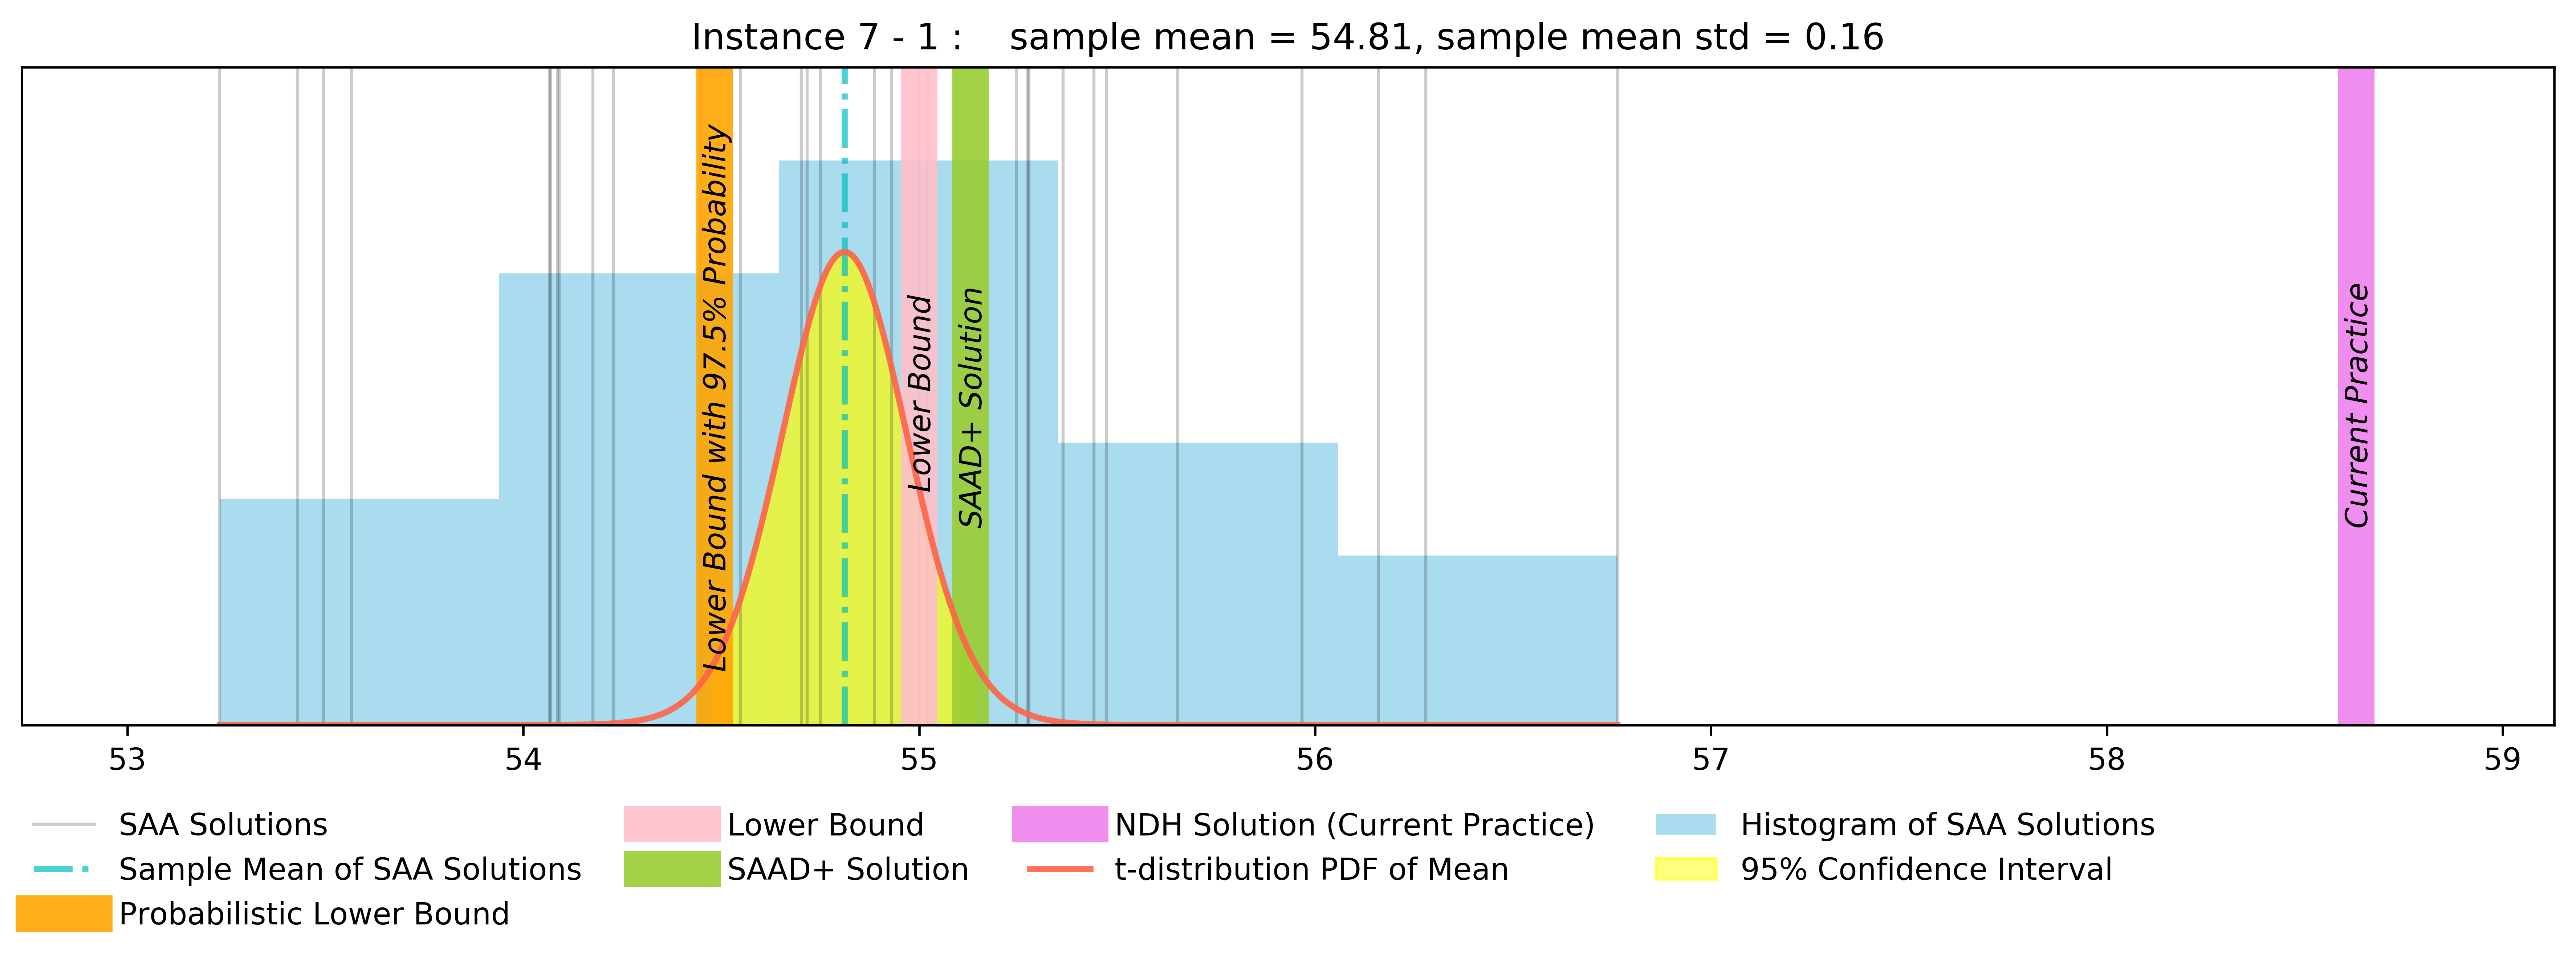 Instance 7 - 1 :    sample mean = 54.81, sample mean std = 0.16
Lower Bound with 97.5% Probability
Lower Bound
SAAD+ Solution
Current Practice
53
54
55
56
57
58
59
SAA Solutions
Sample Mean of SAA Solutions
Probabilistic Lower Bound
Lower Bound
SAAD+ Solution
NDH Solution (Current Practice)
t-distribution PDF of Mean
Histogram of SAA Solutions
95% Confidence Interval